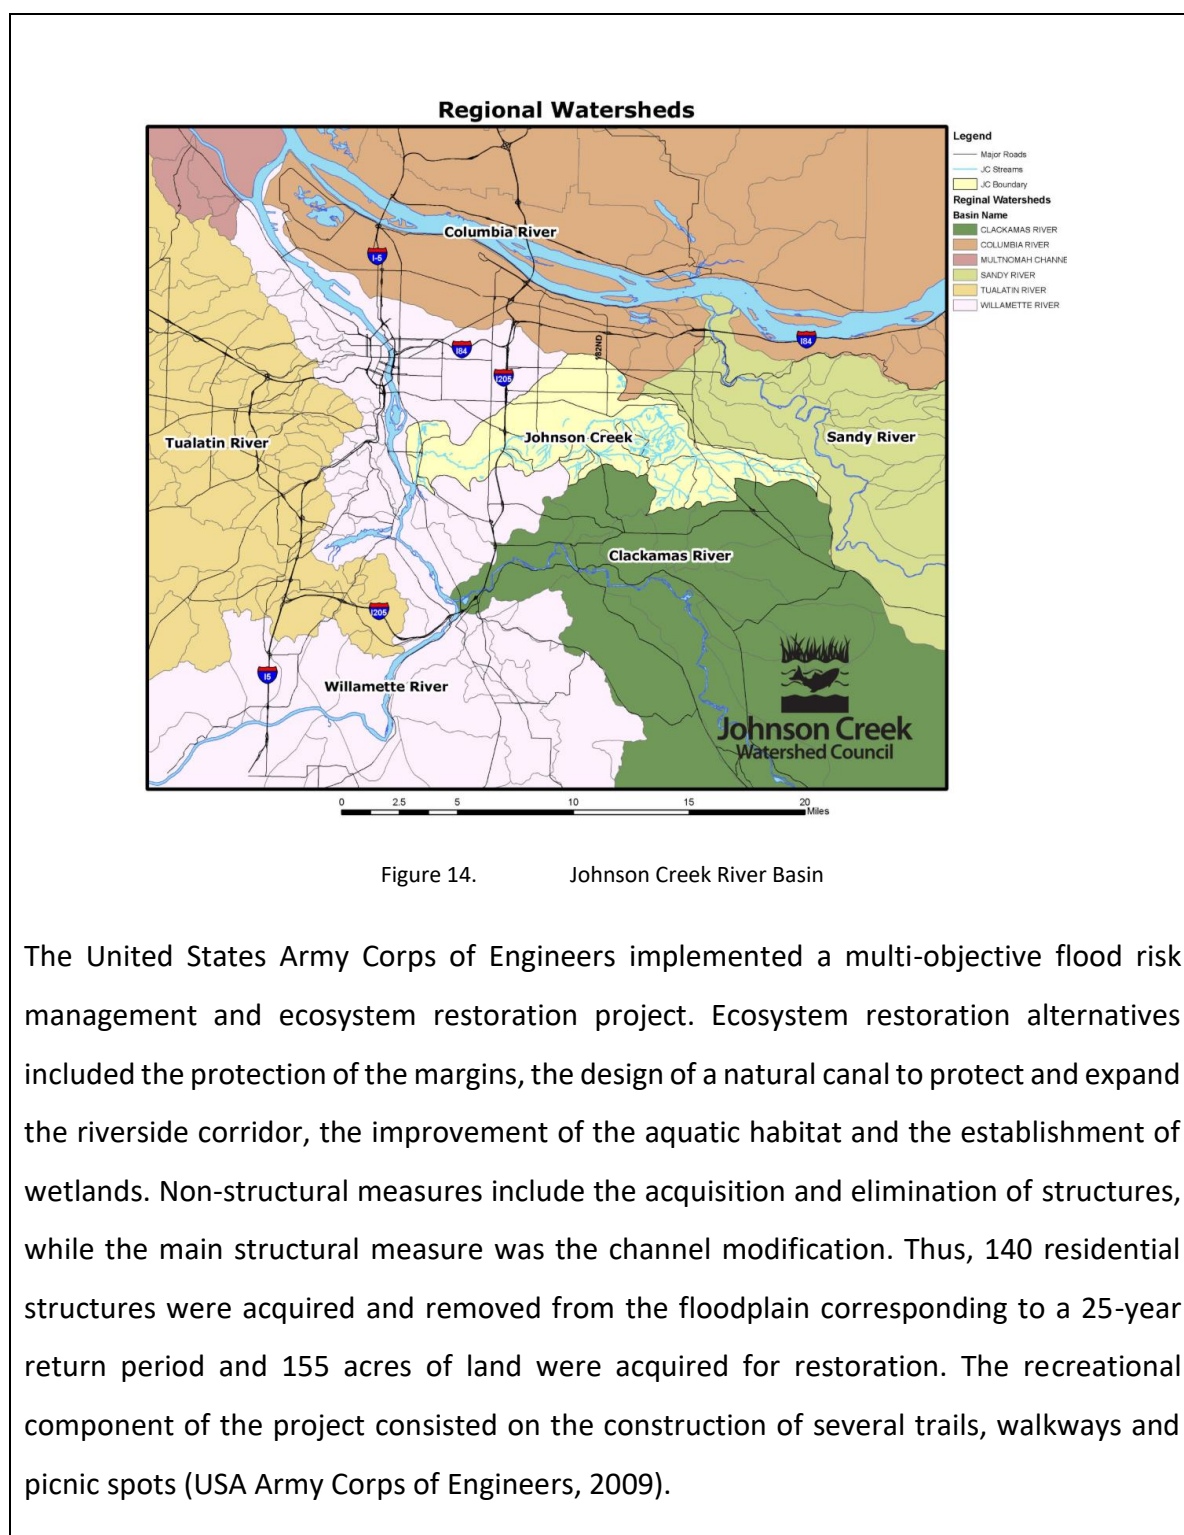 Regional Watersheds
Legend
Major Roads
JC Streams
JC Boundary
Reginal Watersheds
Basin Name
CLACKAMAS RIVER
COLUMBIA RIVER
MULTNOMAH CHANNE
SANDY RIVER
TUALATIN RIVER
WILLAMETTE RIVER
Columbia River
I-5
I84
I84
182ND
I205
Tualatin River
Johnson Creek
Sandy River
Clackamas River
I205
I5
Willamette River
Johnson Creek
Watershed Council
0 2.5 5 10 15 20
Miles
Figure 14. Johnson Creek River Basin
The United States Army Corps of Engineers implemented a multi-objective flood risk
management and ecosystem restoration project. Ecosystem restoration alternatives
included the protection of the margins, the design of a natural canal to protect and expand
the riverside corridor, the improvement of the aquatic habitat and the establishment of
wetlands. Non-structural measures include the acquisition and elimination of structures,
while the main structural measure was the channel modification. Thus, 140 residential
structures were acquired and removed from the floodplain corresponding to a 25-year
return period and 155 acres of land were acquired for restoration. The recreational
component of the project consisted on the construction of several trails, walkways and
picnic spots (USA Army Corps of Engineers, 2009).